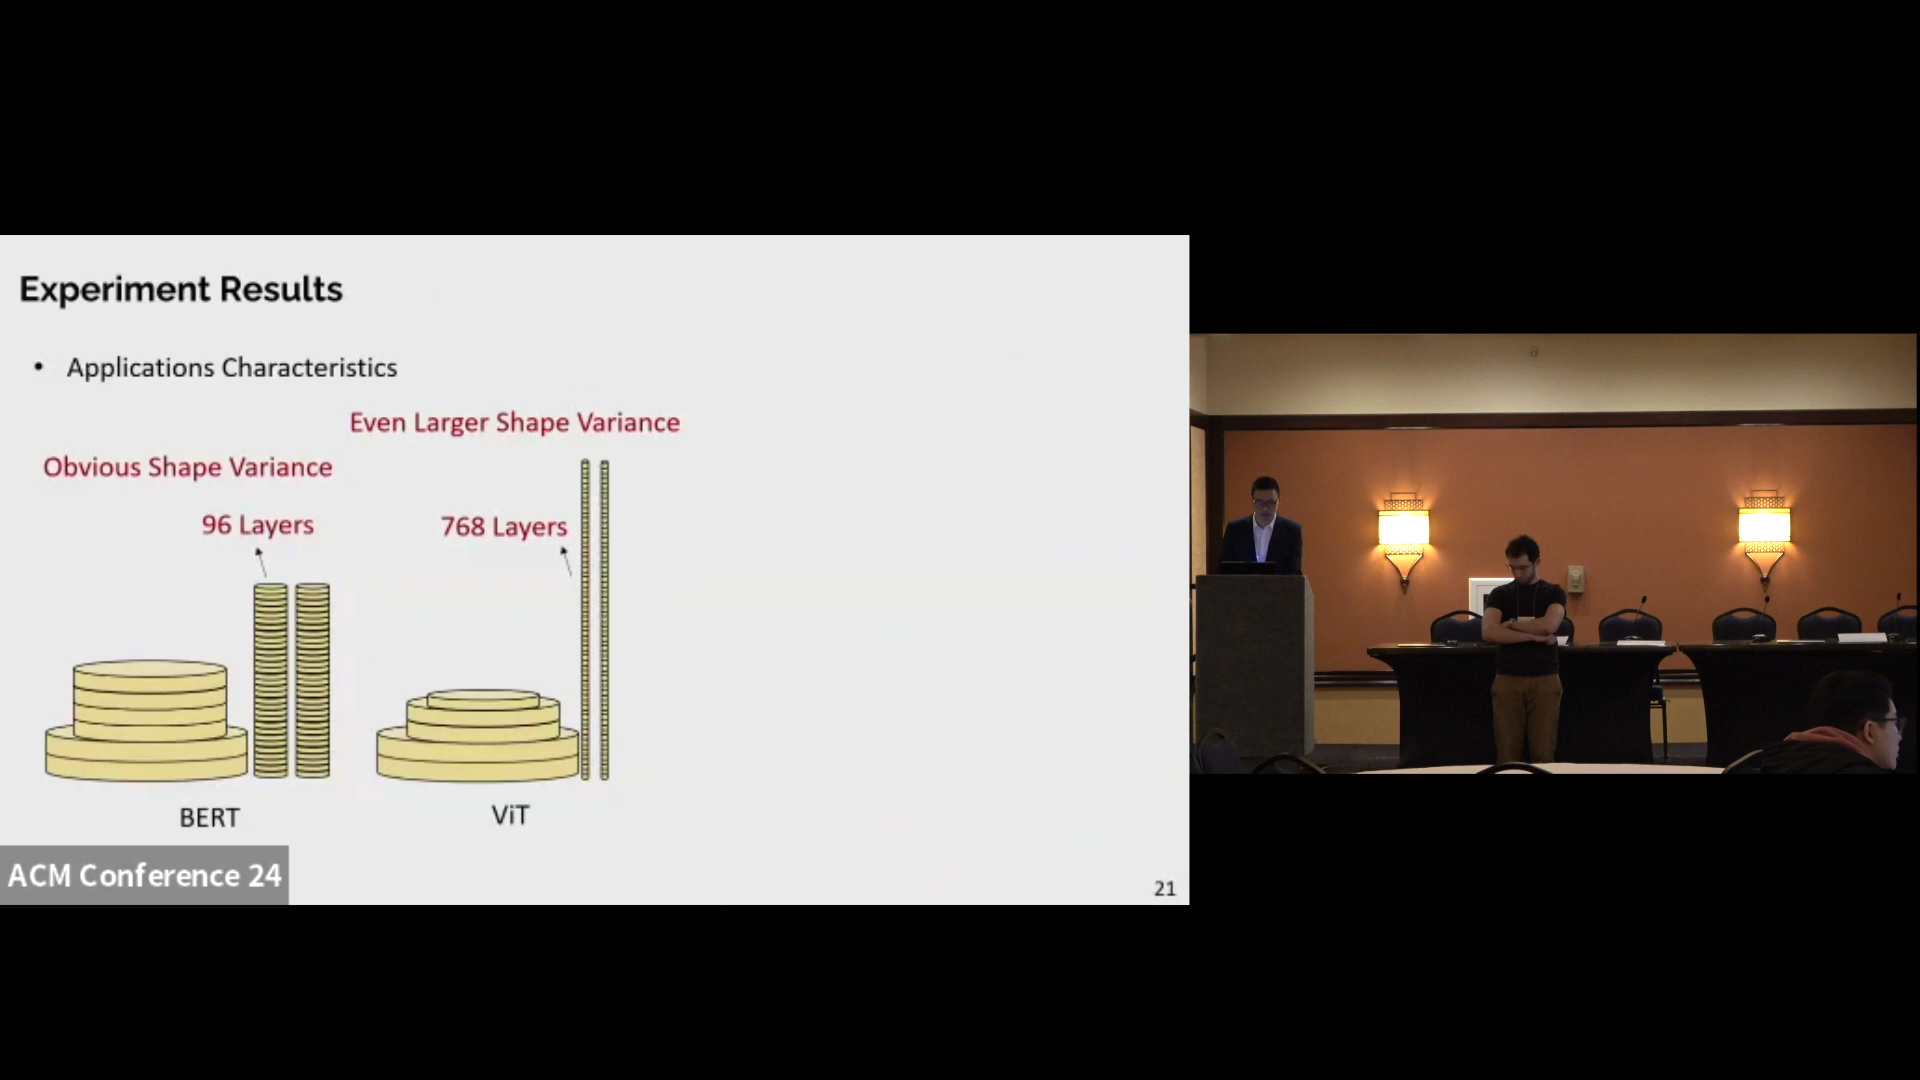 Experiment Results
• Applications Characteristics
Even Larger Shape Variance
Obvious Shape Variance
96 Layers
768 Layers
BERT
ViT
ACM Conference 24
21